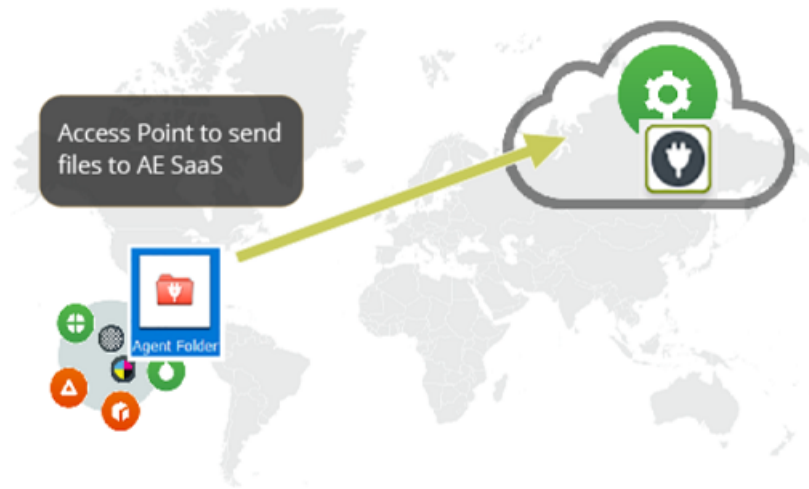 Access Point to send
files to AE SaaS
Agent Folder